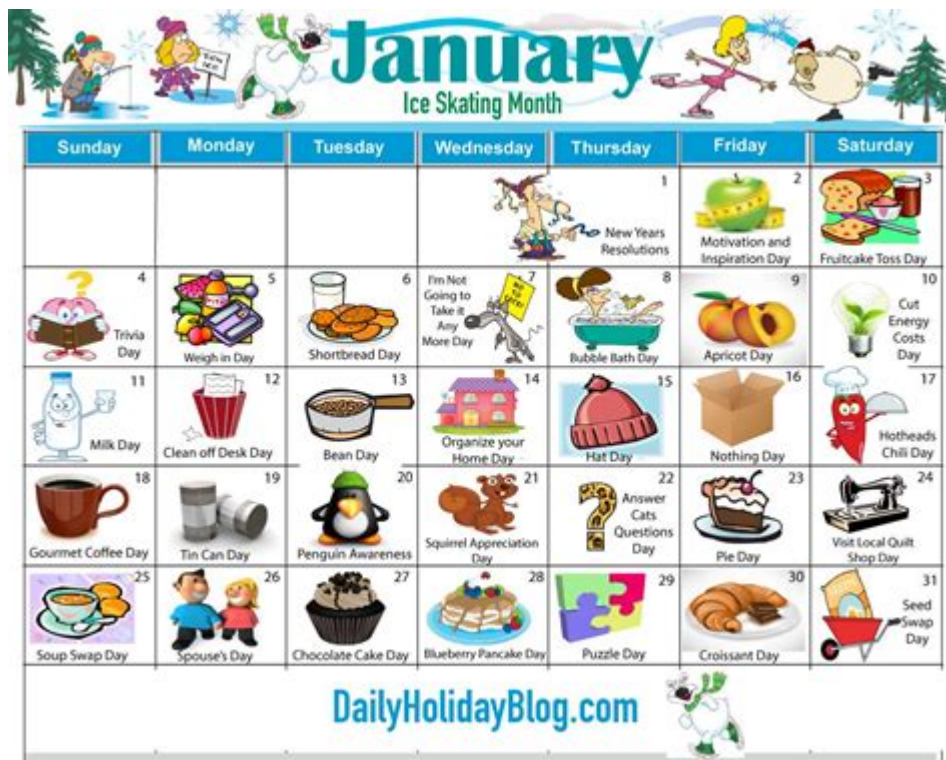 January
Ice Skating Month
Sunday Monday Tuesday Wednesday Thursday Friday Saturday
1
New Years
Resolutions
2
Motivation and
Inspiration Day
3
Fruitcake Toss Day
4
Trivia
Day
5
Weigh in Day
6
Shortbread Day
7
I'm Not
Going to
Take it
Any
More Day
8
Bubble Bath Day
9
Apricot Day
10
Cut
Energy
Costs
Day
11
Milk Day
12
Clean off Desk Day
13
Bean Day
14
Organize your
Home Day
15
Hat Day
16
Nothing Day
17
Hotheads
Chili Day
18
Gourmet Coffee Day
19
Tin Can Day
20
Penguin Awareness
21
Squirrel Appreciation
Day
22
Answer
Cats
Questions
Day
23
Pie Day
24
Visit Local Quilt
Shop Day
25
Soup Swap Day
26
Spouse's Day
27
Chocolate Cake Day
28
Blueberry Pancake Day
29
Puzzle Day
30
Croissant Day
31
Seed
Swap
Day
DailyHolidayBlog.com